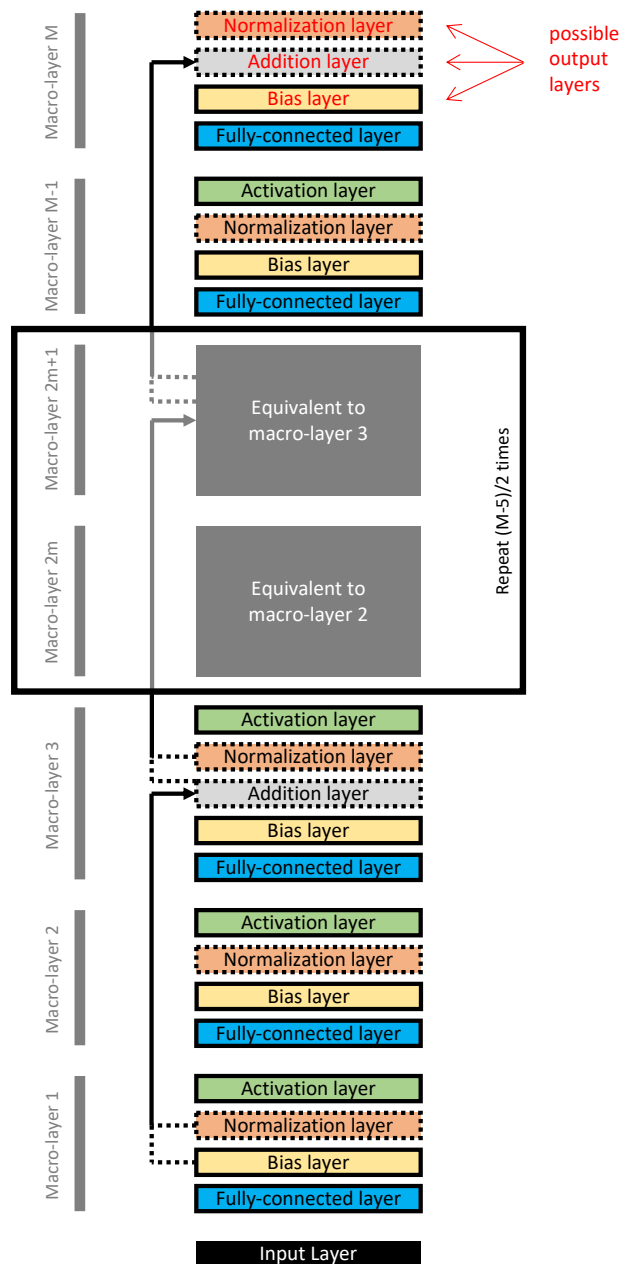 Macro-layer M
Normalization layer
Addition layer
Bias layer
Fully-connected layer
possible
output
layers
Macro-layer M-1
Activation layer
Normalization layer
Bias layer
Fully-connected layer
Macro-layer 2m+1
Equivalent to
macro-layer 3
Repeat (M-5)/2 times
Macro-layer 2m
Equivalent to
macro-layer 2
Macro-layer 3
Activation layer
Normalization layer
Addition layer
Bias layer
Fully-connected layer
Macro-layer 2
Activation layer
Normalization layer
Bias layer
Fully-connected layer
Macro-layer 1
Activation layer
Normalization layer
Bias layer
Fully-connected layer
Input Layer